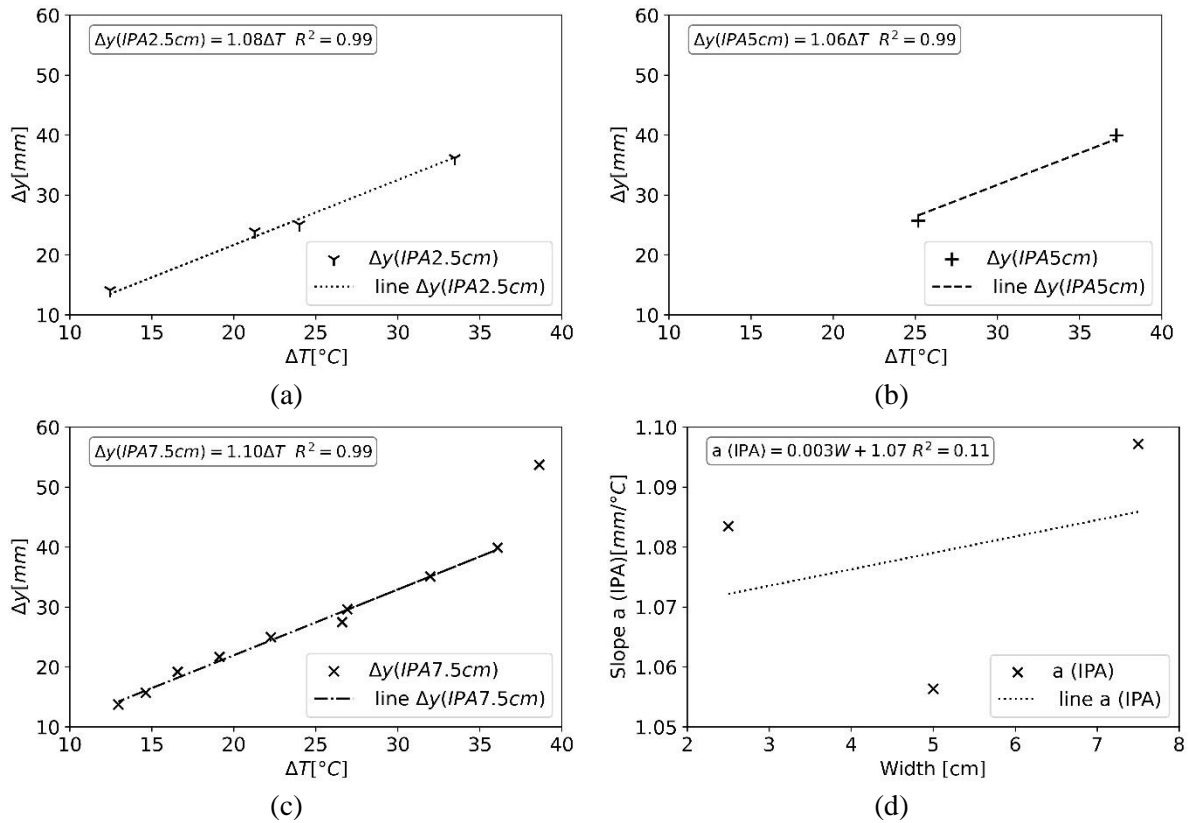 Δy(IPA2.5cm) = 1.08ΔT R² = 0.99
60
50
40
30
20
10
Δy[mm]
10 15 20 25 30 35 40
ΔT[°C]
Δy(IPA2.5cm)
line Δy(IPA2.5cm)
(a)
Δy(IPA5cm) = 1.06ΔT R² = 0.99
60
50
40
30
20
10
Δy[mm]
10 15 20 25 30 35 40
ΔT[°C]
Δy(IPA5cm)
line Δy(IPA5cm)
(b)
Δy(IPA7.5cm) = 1.10ΔT R² = 0.99
60
50
40
30
20
10
Δy[mm]
10 15 20 25 30 35 40
ΔT[°C]
Δy(IPA7.5cm)
line Δy(IPA7.5cm)
(c)
a (IPA) = 0.003W + 1.07 R² = 0.11
1.10
1.09
1.08
1.07
1.06
1.05
Slope a (IPA)[mm/°C]
2 3 4 5 6 7 8
Width [cm]
a (IPA)
line a (IPA)
(d)